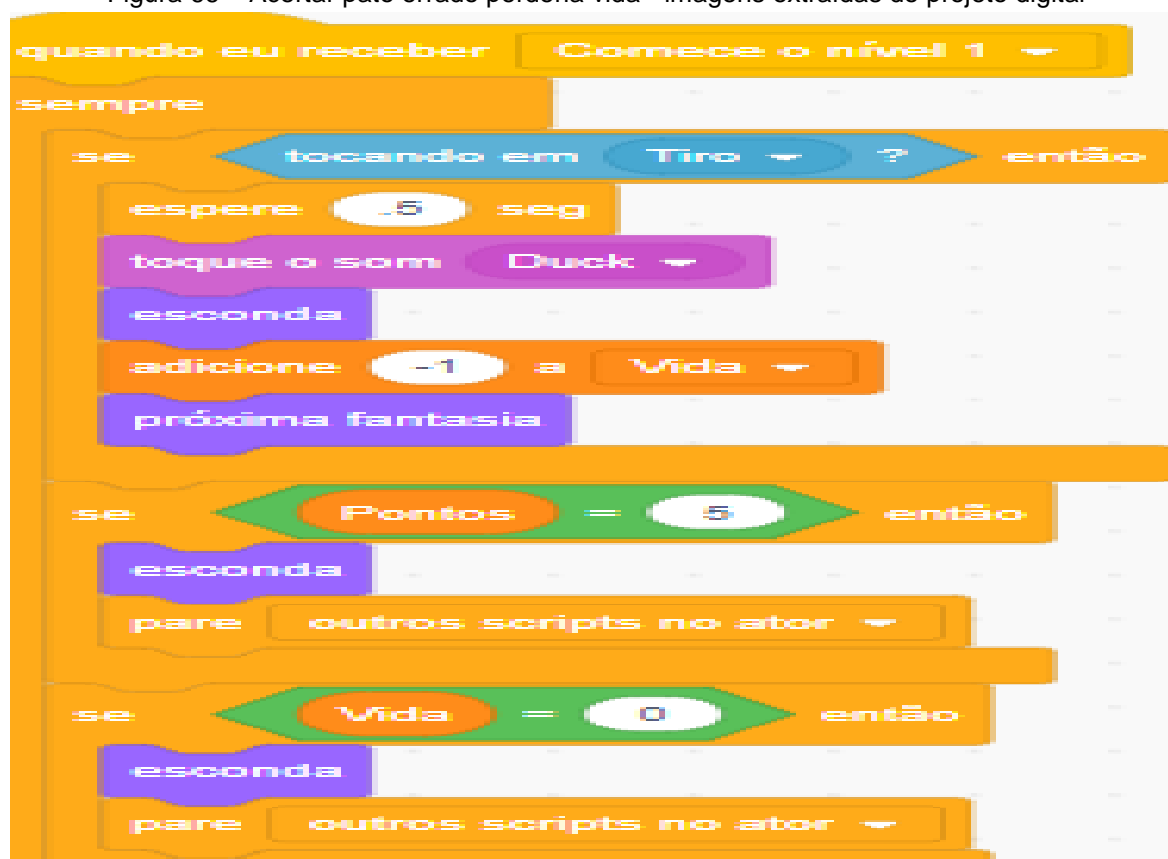 quando eu receber Comece o nível 1
sempre
se tocando em Tiro ? então
espere .5 seg
toque o som Duck
esconda
adicione -1 a Vida
próxima fantasia
se Pontos = 5 então
esconda
pare outros scripts no ator
se Vida = 0 então
esconda
pare outros scripts no ator